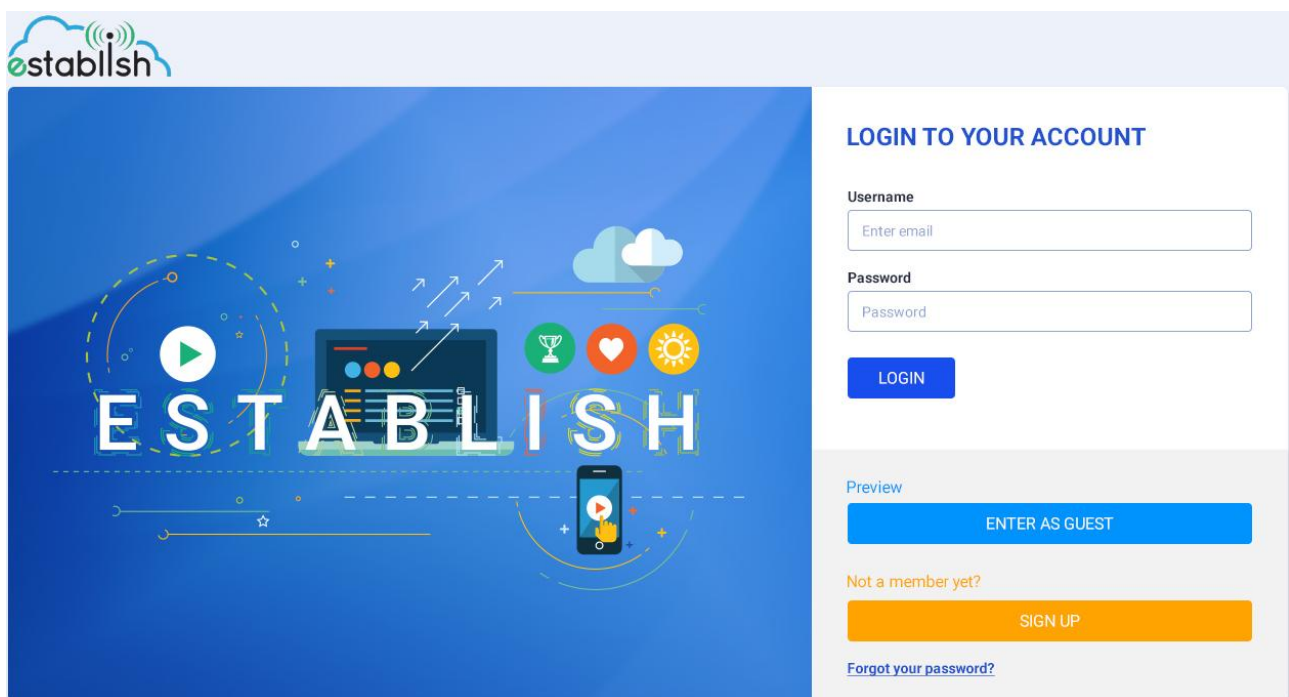 establish
ESTABLISH
LOGIN TO YOUR ACCOUNT
Username
Enter email
Password
Password
LOGIN
Preview
ENTER AS GUEST
Not a member yet?
SIGN UP
Forgot your password?